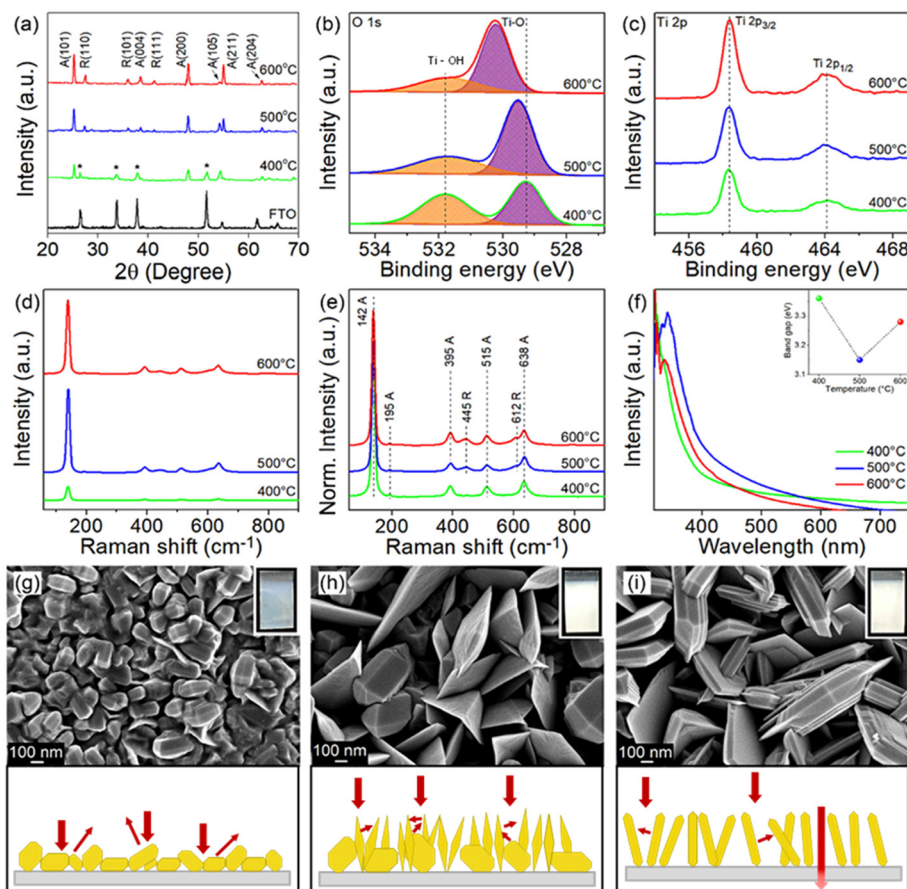 (a)
A(101)
R(110)
R(101)
A(004)
R(111)
A(200)
A(105)
A(211)
A(204)
600°C
500°C
400°C
* * * *
FTO
Intensity (a.u.)
20 30 40 50 60 70
2θ (Degree)
(b) O 1s
Ti-O
Ti - OH
600°C
500°C
400°C
Intensity (a.u.)
534 532 530 528
Binding energy (eV)
(c) Ti 2p
Ti 2p3/2
Ti 2p1/2
600°C
500°C
400°C
Intensity (a.u.)
456 460 464 468
Binding energy (eV)
(d)
600°C
500°C
400°C
Intensity (a.u.)
200 400 600 800
Raman shift (cm-1)
(e)
142 A
195 A
395 A
445 R
515 A
612 R
638 A
600°C
500°C
400°C
Norm. Intensity (a.u.)
200 400 600 800
Raman shift (cm-1)
(f)
Band gap (eV)
3.3
3.2
3.1
400 500 600
Temperature (°C)
400°C
500°C
600°C
Intensity (a.u.)
400 500 600 700
Wavelength (nm)
(g)
100 nm
(h)
100 nm
(i)
100 nm